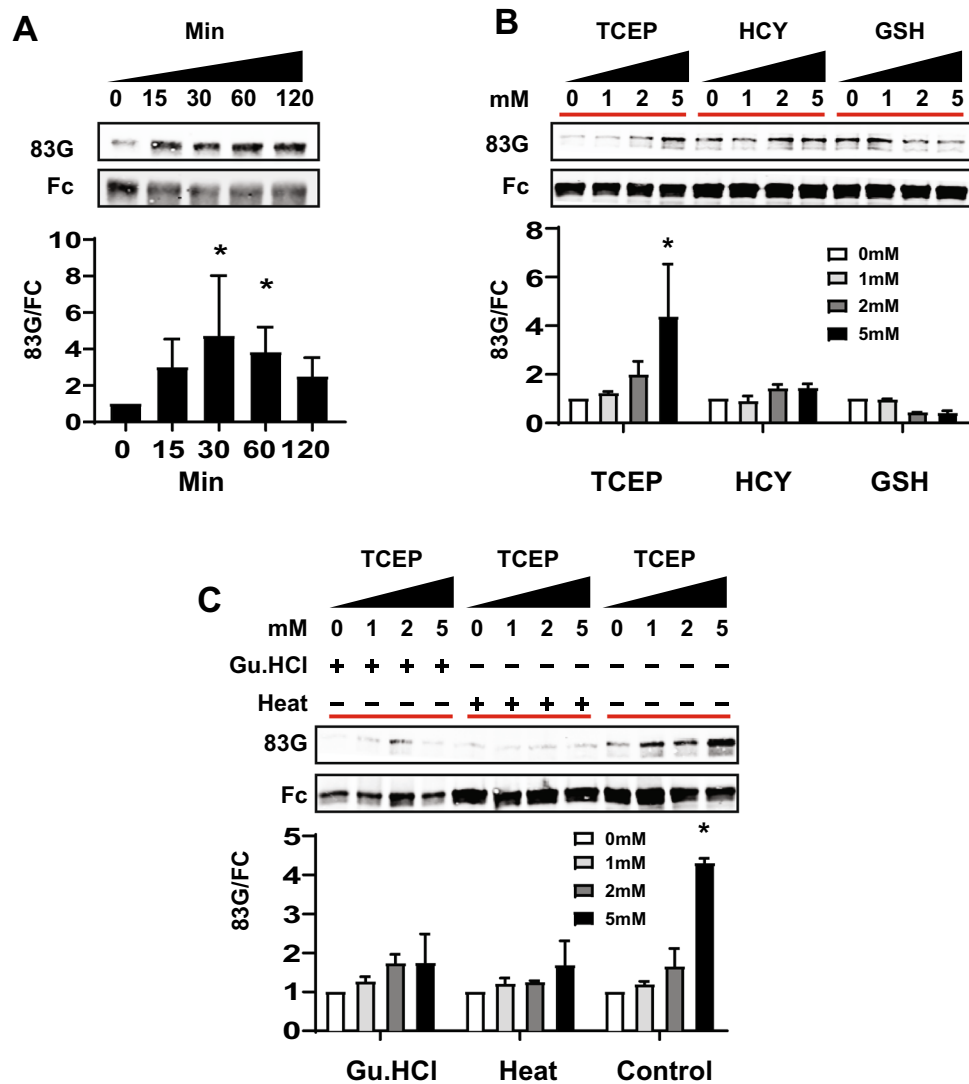 A
Min
0 15 30 60 120
83G
Fc
10
8
6
4
2
0
83G/FC
* *
0 15 30 60 120
Min
B
TCEP HCY GSH
mM 0 1 2 5 0 1 2 5 0 1 2 5
83G
Fc
8
6
4
2
0
83G/FC
*
0mM
1mM
2mM
5mM
TCEP HCY GSH
C
TCEP TCEP TCEP
mM 0 1 2 5 0 1 2 5 0 1 2 5
Gu.HCl + + + + − − − − − − − −
Heat − − − − + + + + − − − −
83G
Fc
5
4
3
2
1
0
83G/FC
*
0mM
1mM
2mM
5mM
Gu.HCl Heat Control